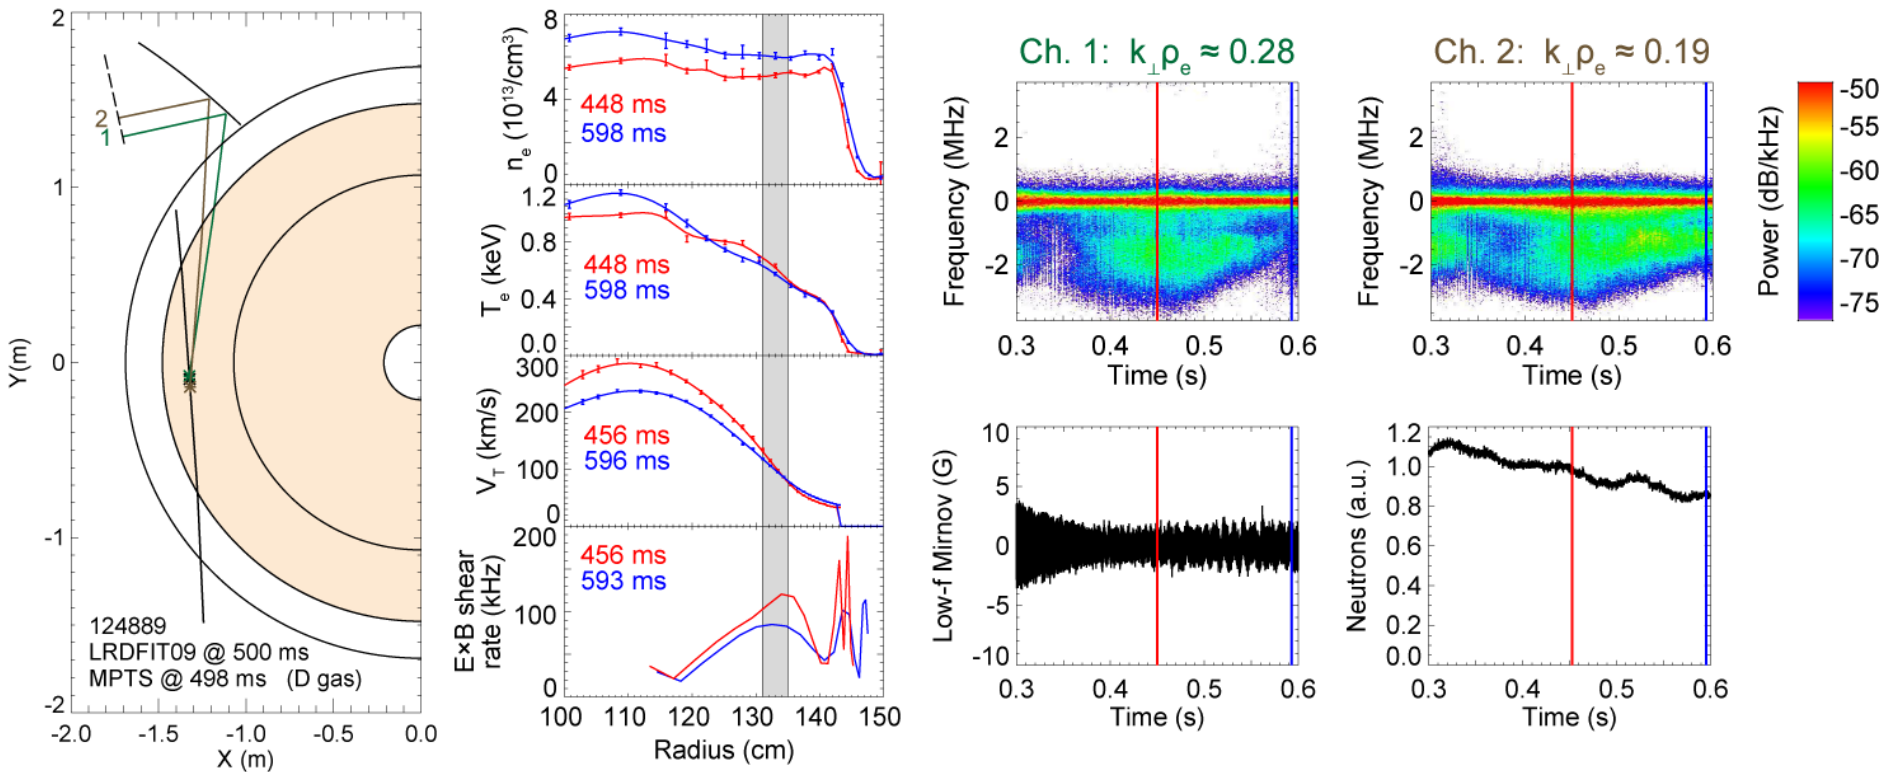 2
1
0
-1
-2
Y(m)
-2.0 -1.5 -1.0 -0.5 0.0
X (m)
2
1
124889
LRDFIT09 @ 500 ms
MPTS @ 498 ms (D gas)
8
4
0
nₑ (10¹³/cm³)
448 ms
598 ms
1.2
0.8
0.4
0.0
Tₑ (keV)
448 ms
598 ms
300
200
100
0
V_T (km/s)
456 ms
596 ms
200
100
0
E×B shear
rate (kHz)
456 ms
593 ms
100 110 120 130 140 150
Radius (cm)
Ch. 1: k⊥ρₑ ≈ 0.28
2
0
-2
Frequency (MHz)
0.3 0.4 0.5 0.6
Time (s)
Ch. 2: k⊥ρₑ ≈ 0.19
2
0
-2
Frequency (MHz)
0.3 0.4 0.5 0.6
Time (s)
Power (dB/kHz)
-50
-55
-60
-65
-70
-75
10
5
0
-5
-10
Low-f Mirnov (G)
0.3 0.4 0.5 0.6
Time (s)
1.2
1.0
0.8
0.6
0.4
0.2
0.0
Neutrons (a.u.)
0.3 0.4 0.5 0.6
Time (s)